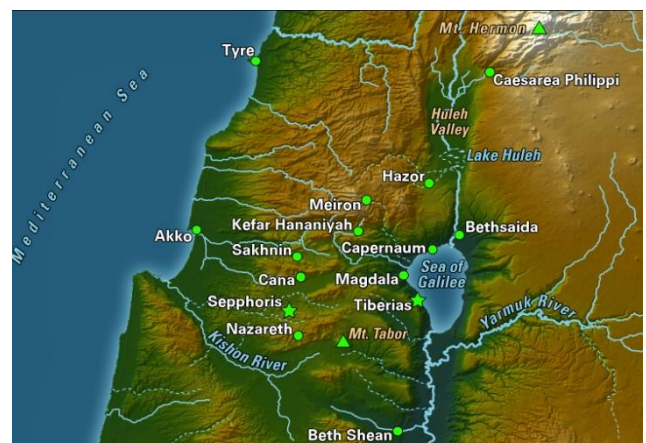 Mt. Hermon
Tyre
Caesarea Philippi
Mediterranean Sea
Huleh
Valley
Lake Huleh
Hazor
Meiron
Kefar Hananiyah
Bethsaida
Akko
Capernaum
Sakhnin
Sea of
Galilee
Cana
Magdala
Sepphoris
Tiberias
Yarmuk River
Nazareth
Mt. Tabor
Kishon River
Beth Shean